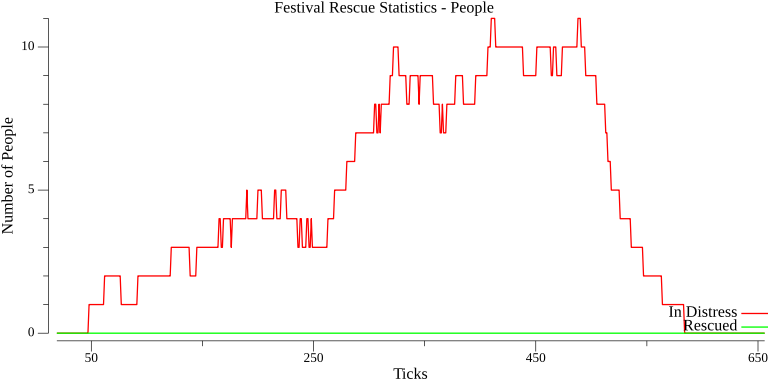 Festival Rescue Statistics - People
Number of People
10
5
0
In Distress
Rescued
50
250
450
650
Ticks